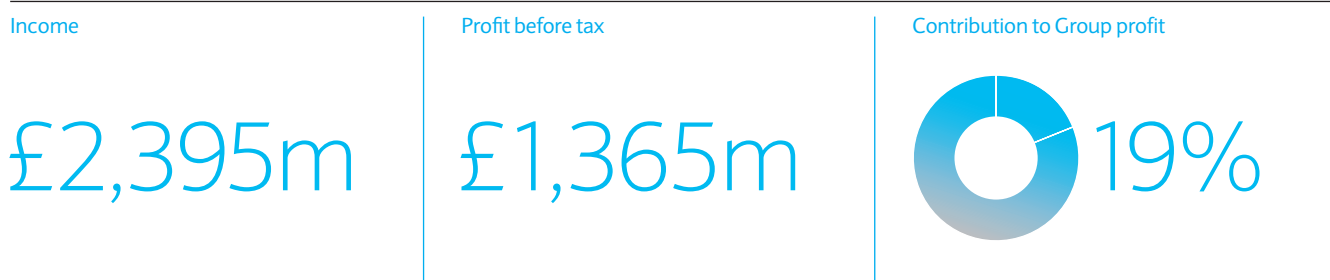 Income
£2,395m
Profit before tax
£1,365m
Contribution to Group profit
19%